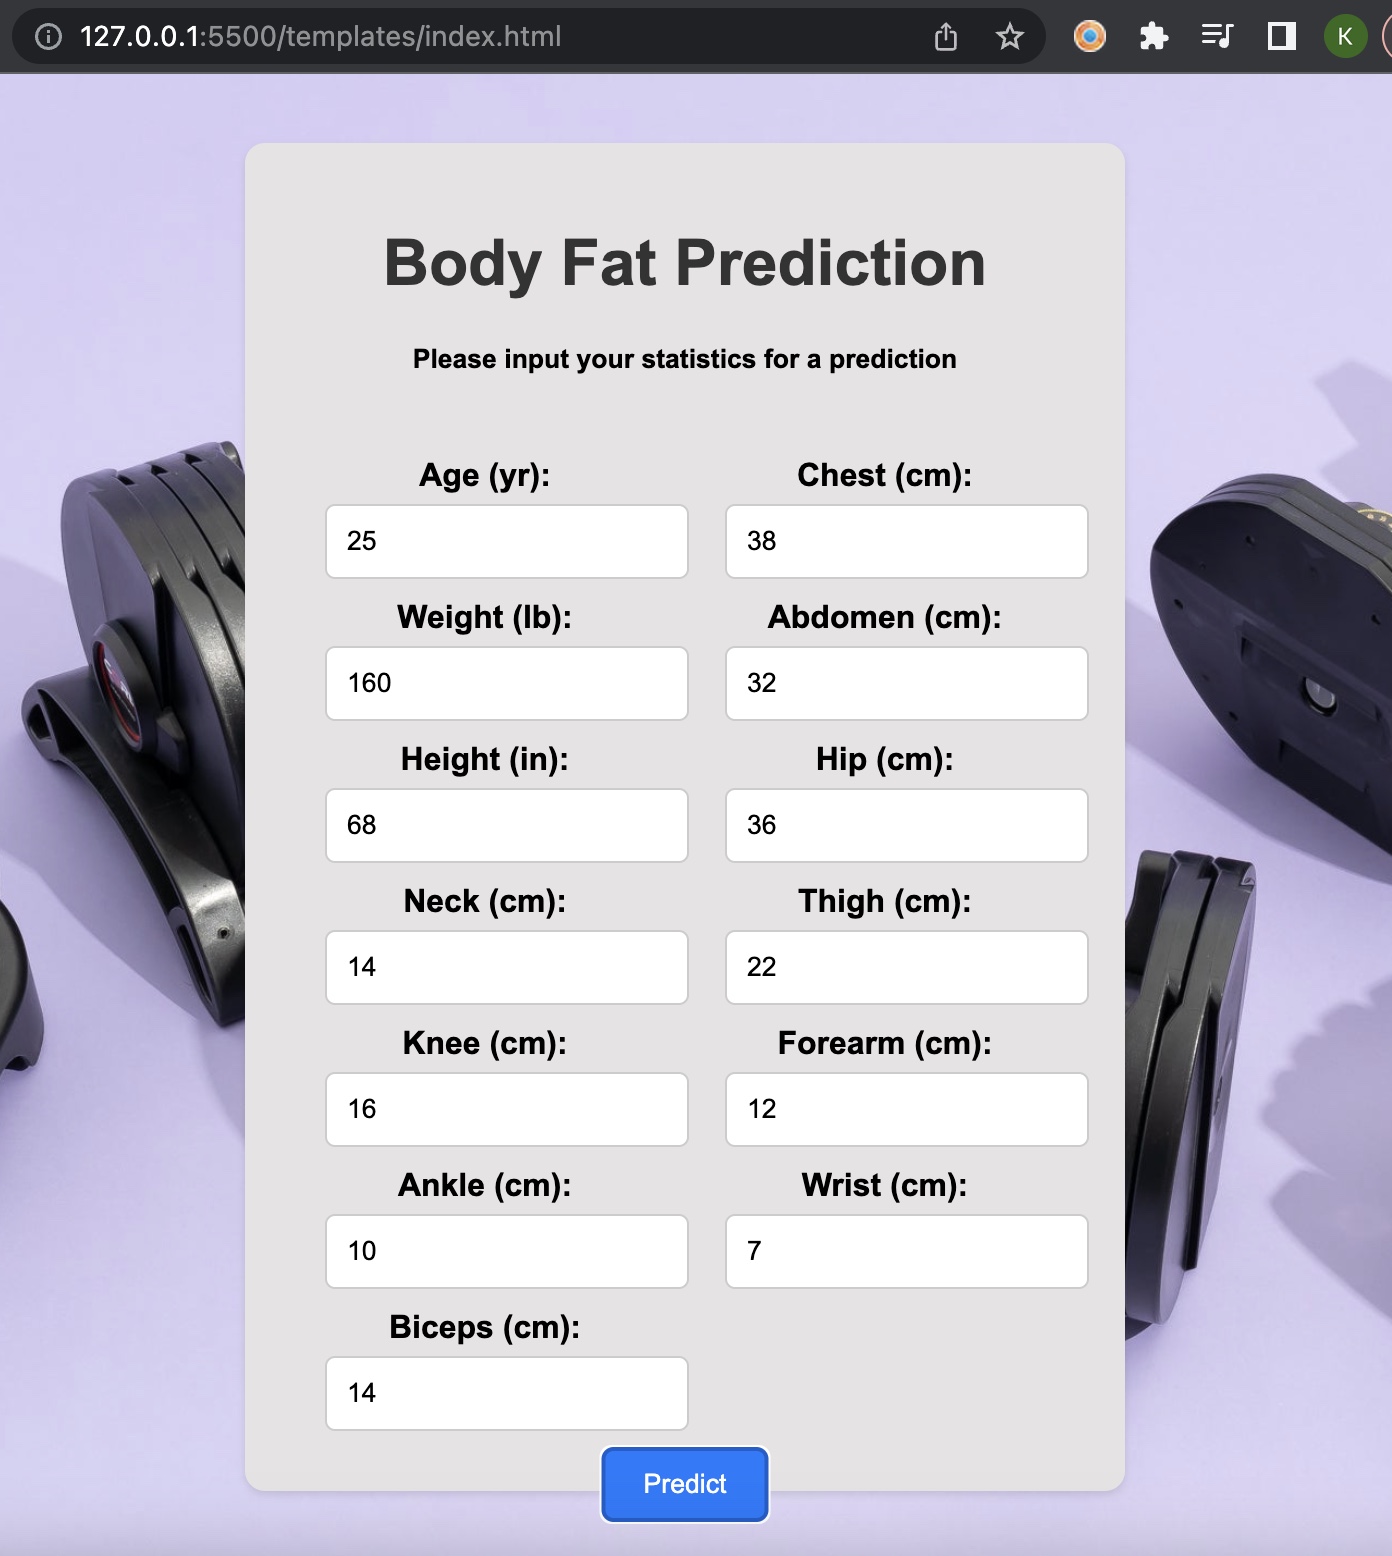 127.0.0.1:5500/templates/index.html
K
Body Fat Prediction
Please input your statistics for a prediction
Age (yr):
Chest (cm):
25
38
Weight (lb):
Abdomen (cm):
160
32
Height (in):
Hip (cm):
68
36
Neck (cm):
Thigh (cm):
14
22
Knee (cm):
Forearm (cm):
16
12
Ankle (cm):
Wrist (cm):
10
7
Biceps (cm):
14
Predict